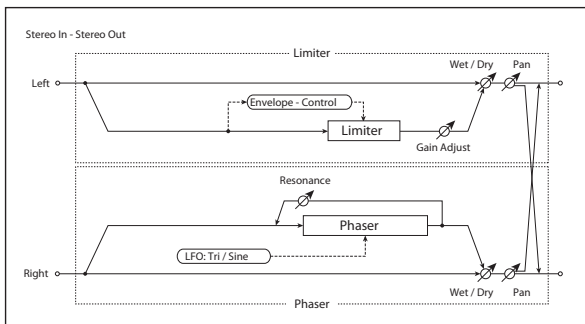 Stereo In - Stereo Out
Limiter
Wet / Dry
Pan
Left
Envelope - Control
Limiter
Gain Adjust
Resonance
Phaser
LFO: Tri / Sine
Right
Wet / Dry
Pan
Phaser